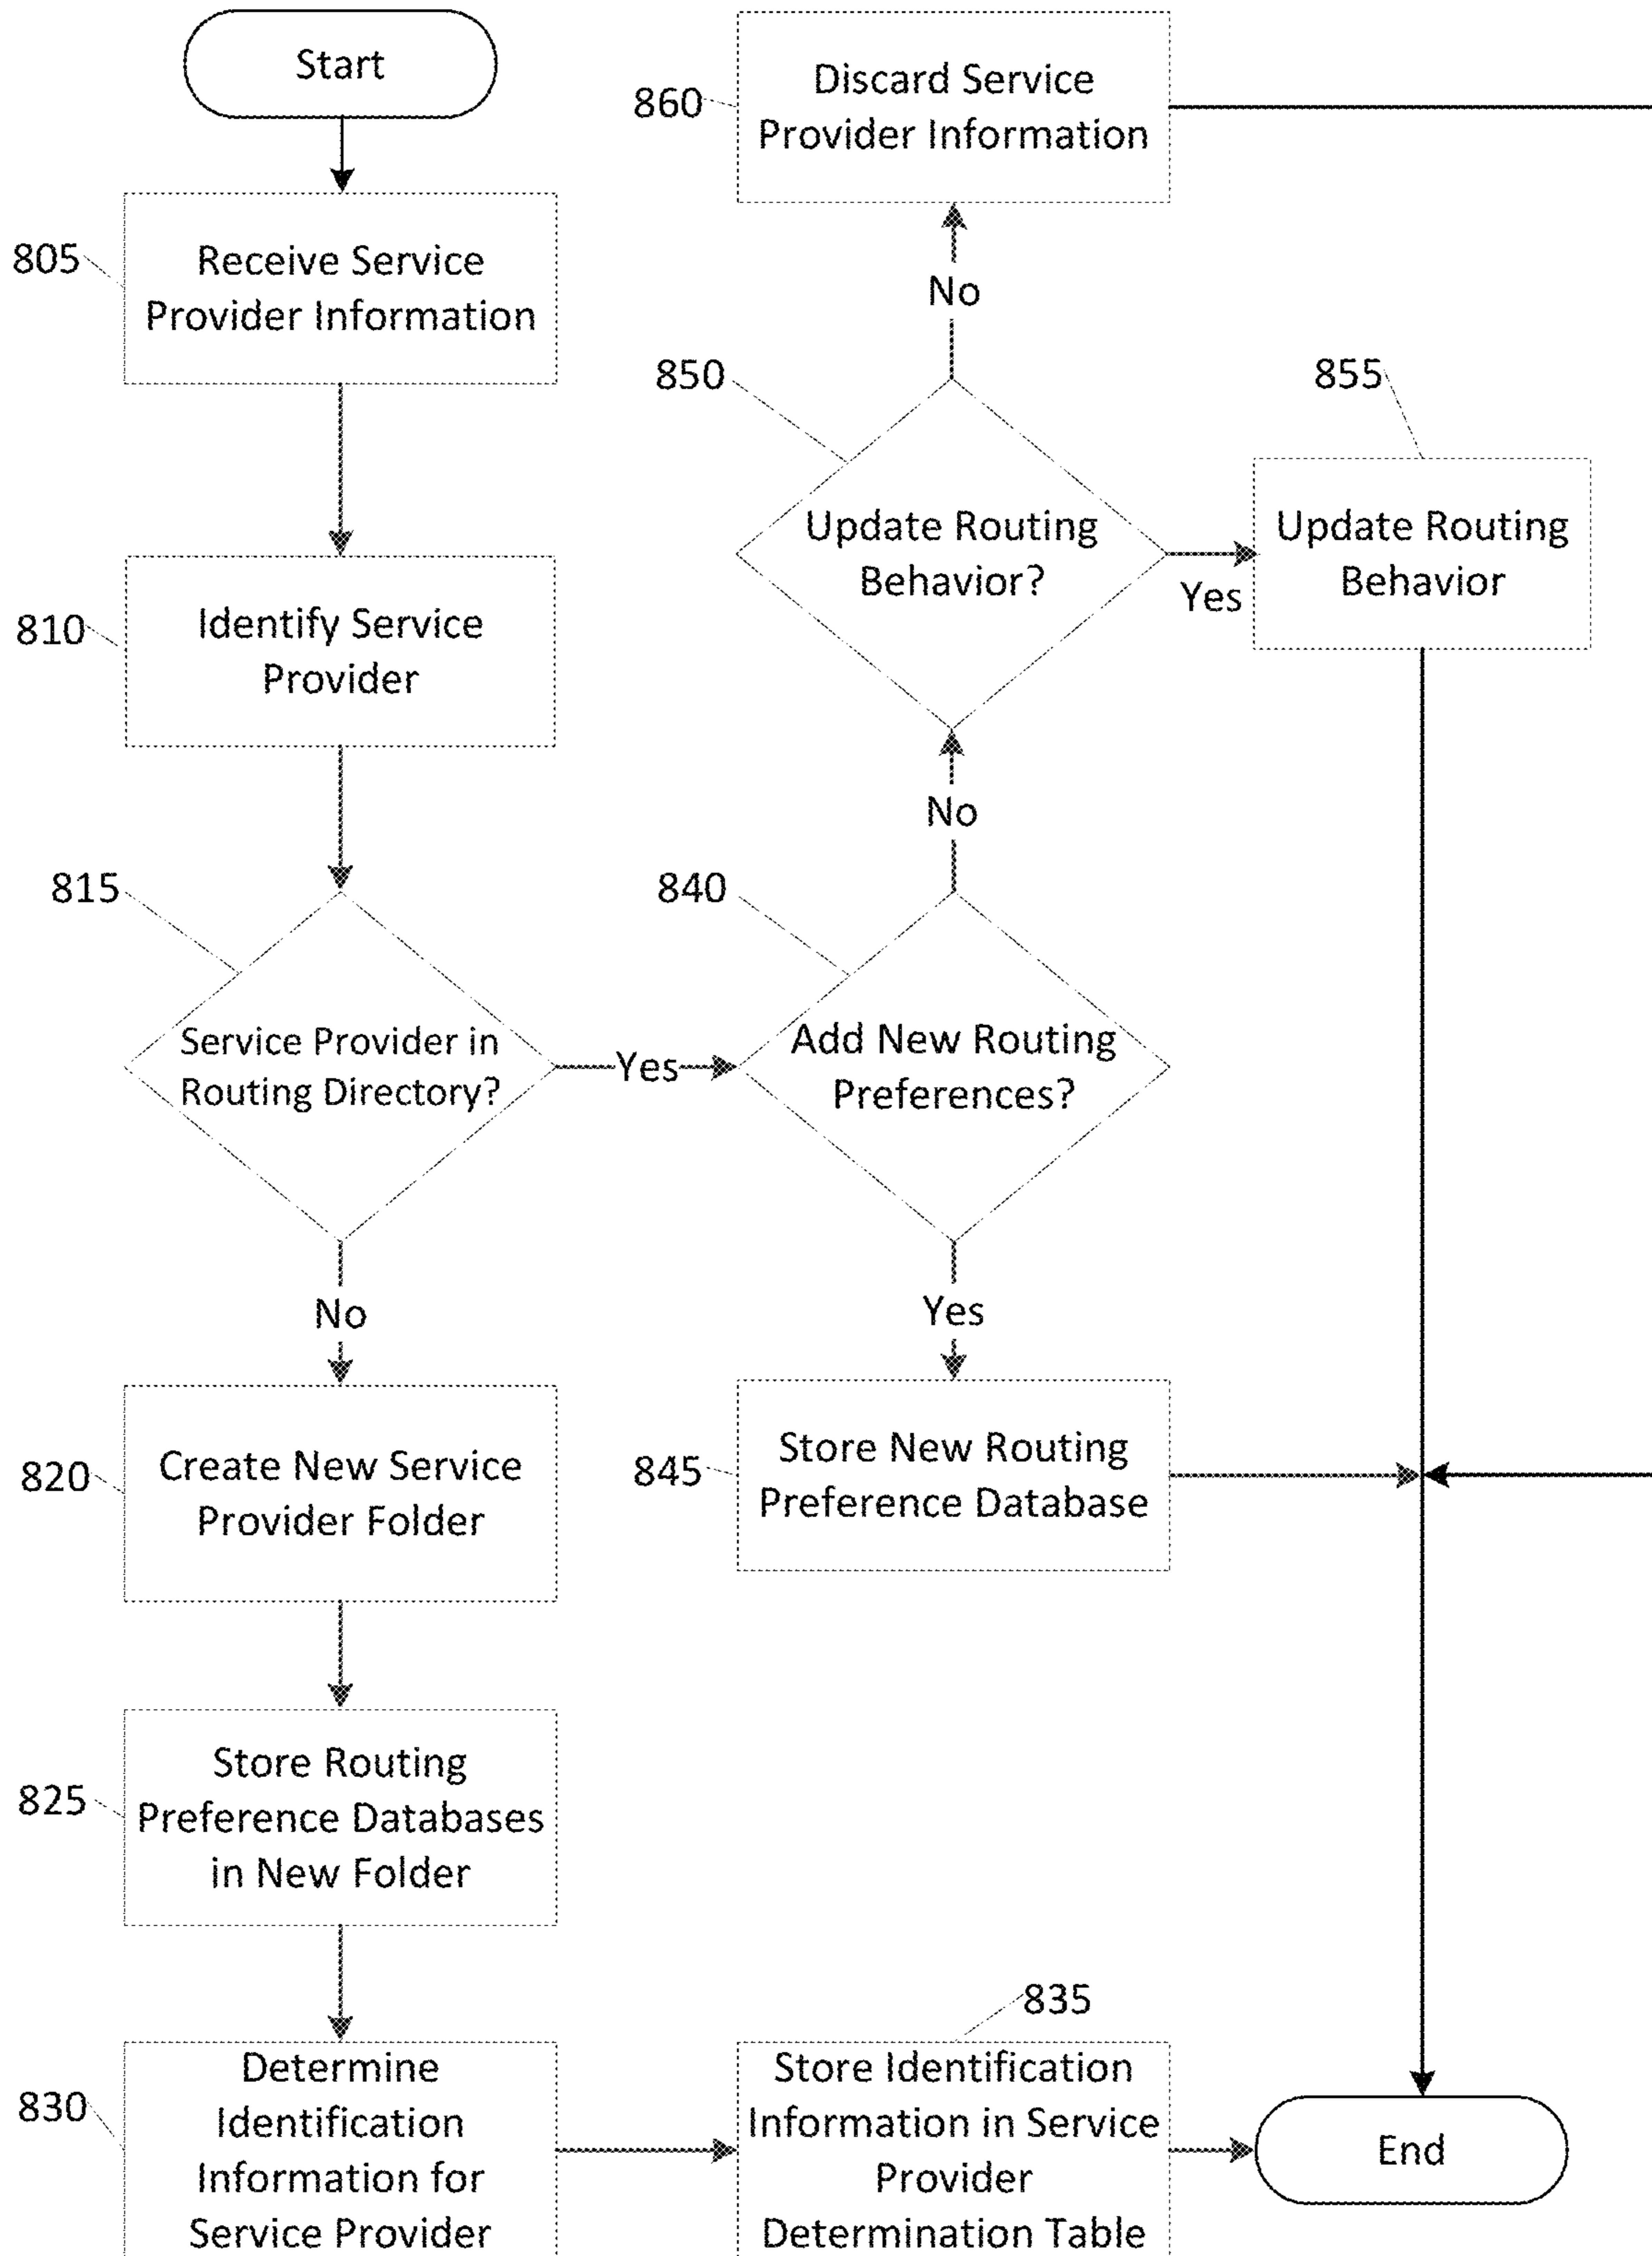 Start
805
Receive Service
Provider Information
810
Identify Service
Provider
815
Service Provider in
Routing Directory?
Yes
No
820
Create New Service
Provider Folder
825
Store Routing
Preference Databases
in New Folder
830
Determine
Identification
Information for
Service Provider
835
Store Identification
Information in Service
Provider
Determination Table
840
Add New Routing
Preferences?
Yes
845
Store New Routing
Preference Database
No
850
Update Routing
Behavior?
Yes
855
Update Routing
Behavior
No
860
Discard Service
Provider Information
End